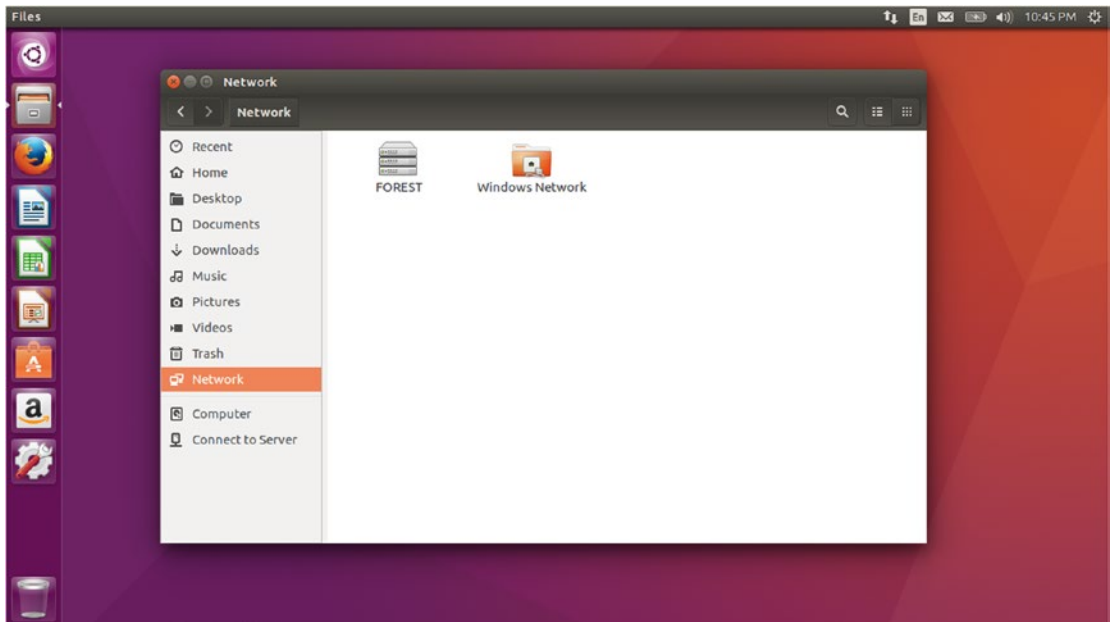 Files
En
10:45 PM
Network
Network
Recent
Home
Desktop
Documents
Downloads
Music
Pictures
Videos
Trash
Network
Computer
Connect to Server
FOREST
Windows Network
A
a